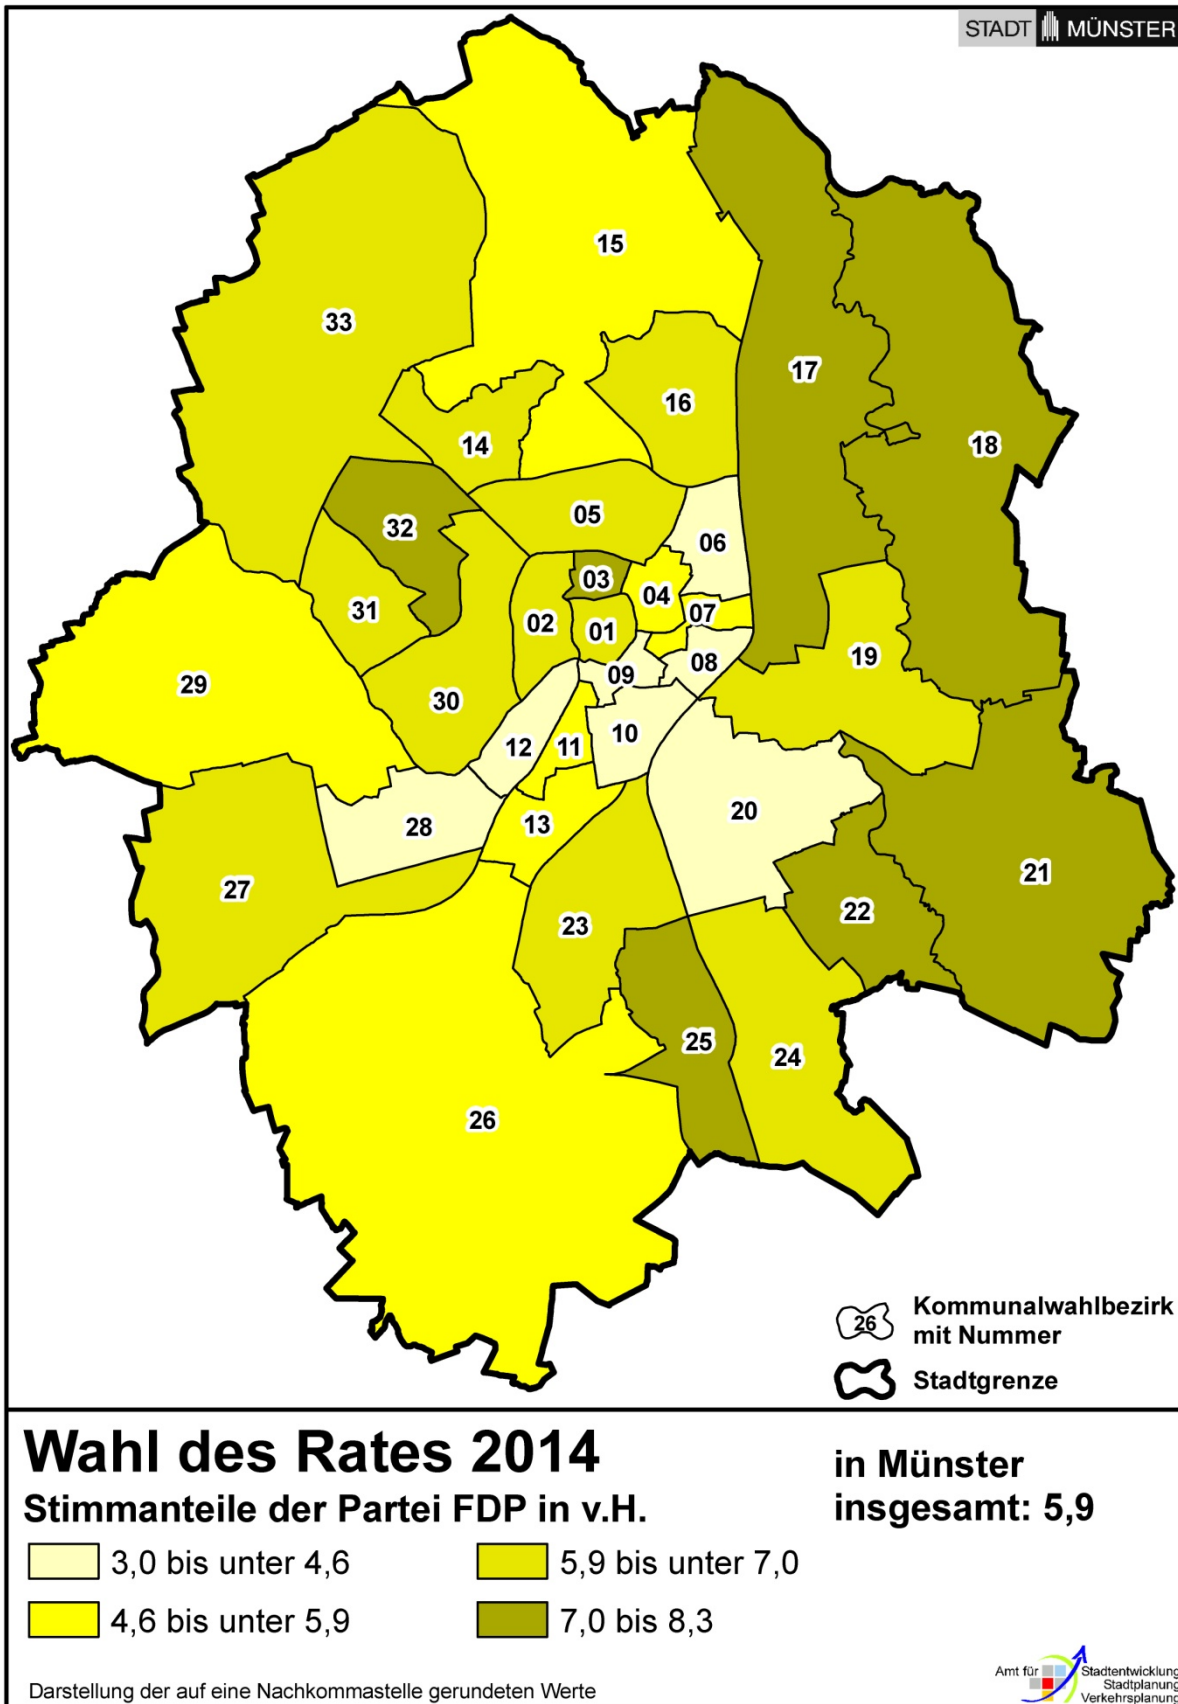 STADT MÜNSTER
15
33
17
16
18
14
05
32
06
03
04
07
31
02
01
19
08
09
29
30
10
12
11
20
28
13
21
27
22
23
25
24
26
26
Kommunalwahlbezirk
mit Nummer
Stadtgrenze
Wahl des Rates 2014
Stimmanteile der Partei FDP in v.H.
in Münster
insgesamt: 5,9
3,0 bis unter 4,6
5,9 bis unter 7,0
4,6 bis unter 5,9
7,0 bis 8,3
Darstellung der auf eine Nachkommastelle gerundeten Werte
Amt für Stadtentwicklung
Stadtplanung
Verkehrsplanung